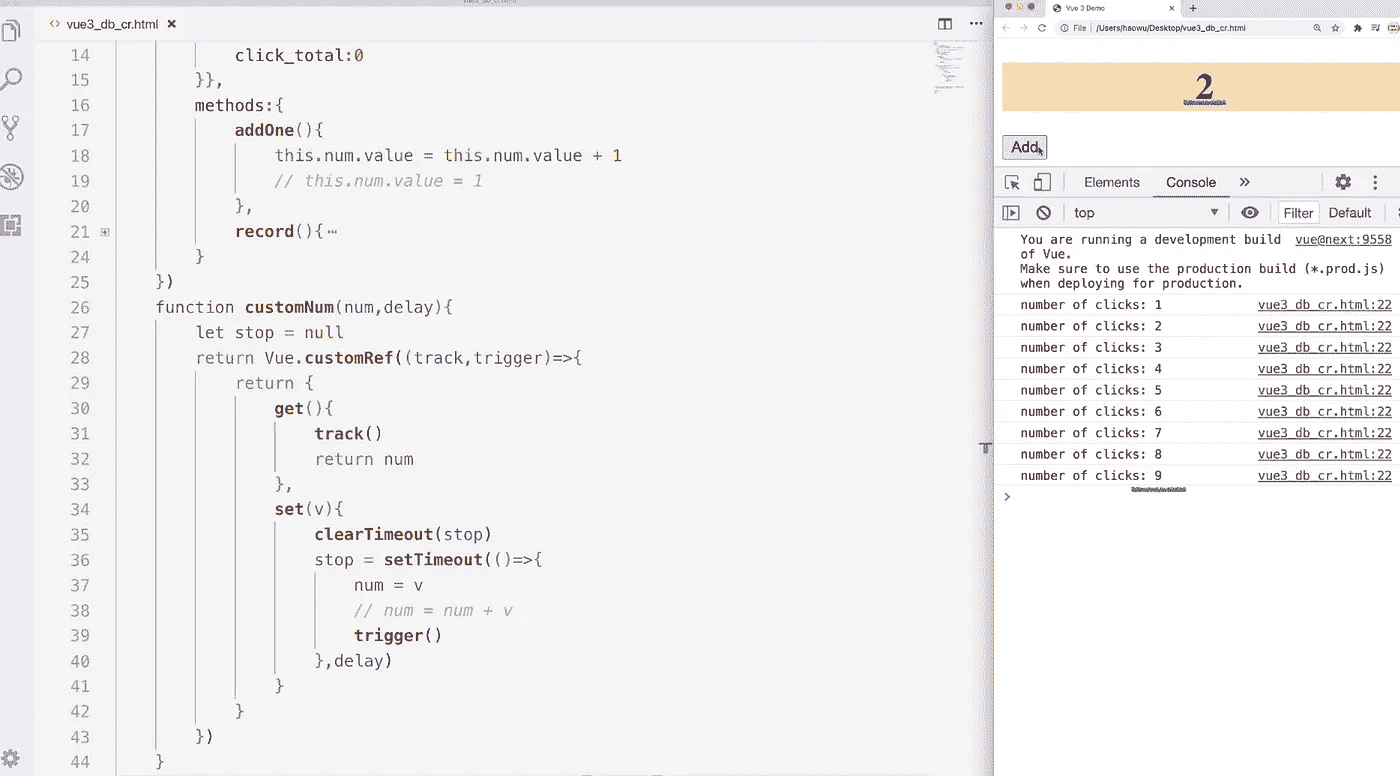 vue3_db_cr.html
14 click_total:0
15 }},
16 methods:{
17 addOne(){
18 this.num.value = this.num.value + 1
19 // this.num.value = 1
20 },
21 record(){⋯
24 }
25 })
26 function customNum(num,delay){
27 let stop = null
28 return Vue.customRef((track,trigger)=>{
29 return {
30 get(){
31 track()
32 return num
33 },
34 set(v){
35 clearTimeout(stop)
36 stop = setTimeout(()=>{
37 num = v
38 // num = num + v
39 trigger()
40 },delay)
41 }
42 }
43 })
44 }
Vue 3 Demo
File /Users/haowu/Desktop/vue3_db_cr.html
2
Add
Elements Console
top Filter Default
You are running a development build vue@next:9558
of Vue.
Make sure to use the production build (*.prod.js)
when deploying for production.
number of clicks: 1 vue3_db_cr.html:22
number of clicks: 2 vue3_db_cr.html:22
number of clicks: 3 vue3_db_cr.html:22
number of clicks: 4 vue3_db_cr.html:22
number of clicks: 5 vue3_db_cr.html:22
number of clicks: 6 vue3_db_cr.html:22
number of clicks: 7 vue3_db_cr.html:22
number of clicks: 8 vue3_db_cr.html:22
number of clicks: 9 vue3_db_cr.html:22